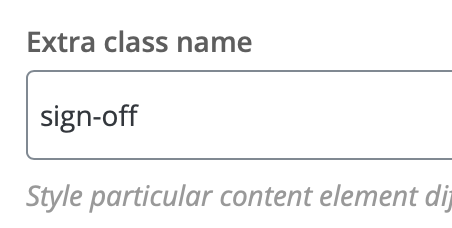 Extra class name
sign-off
Style particular content element